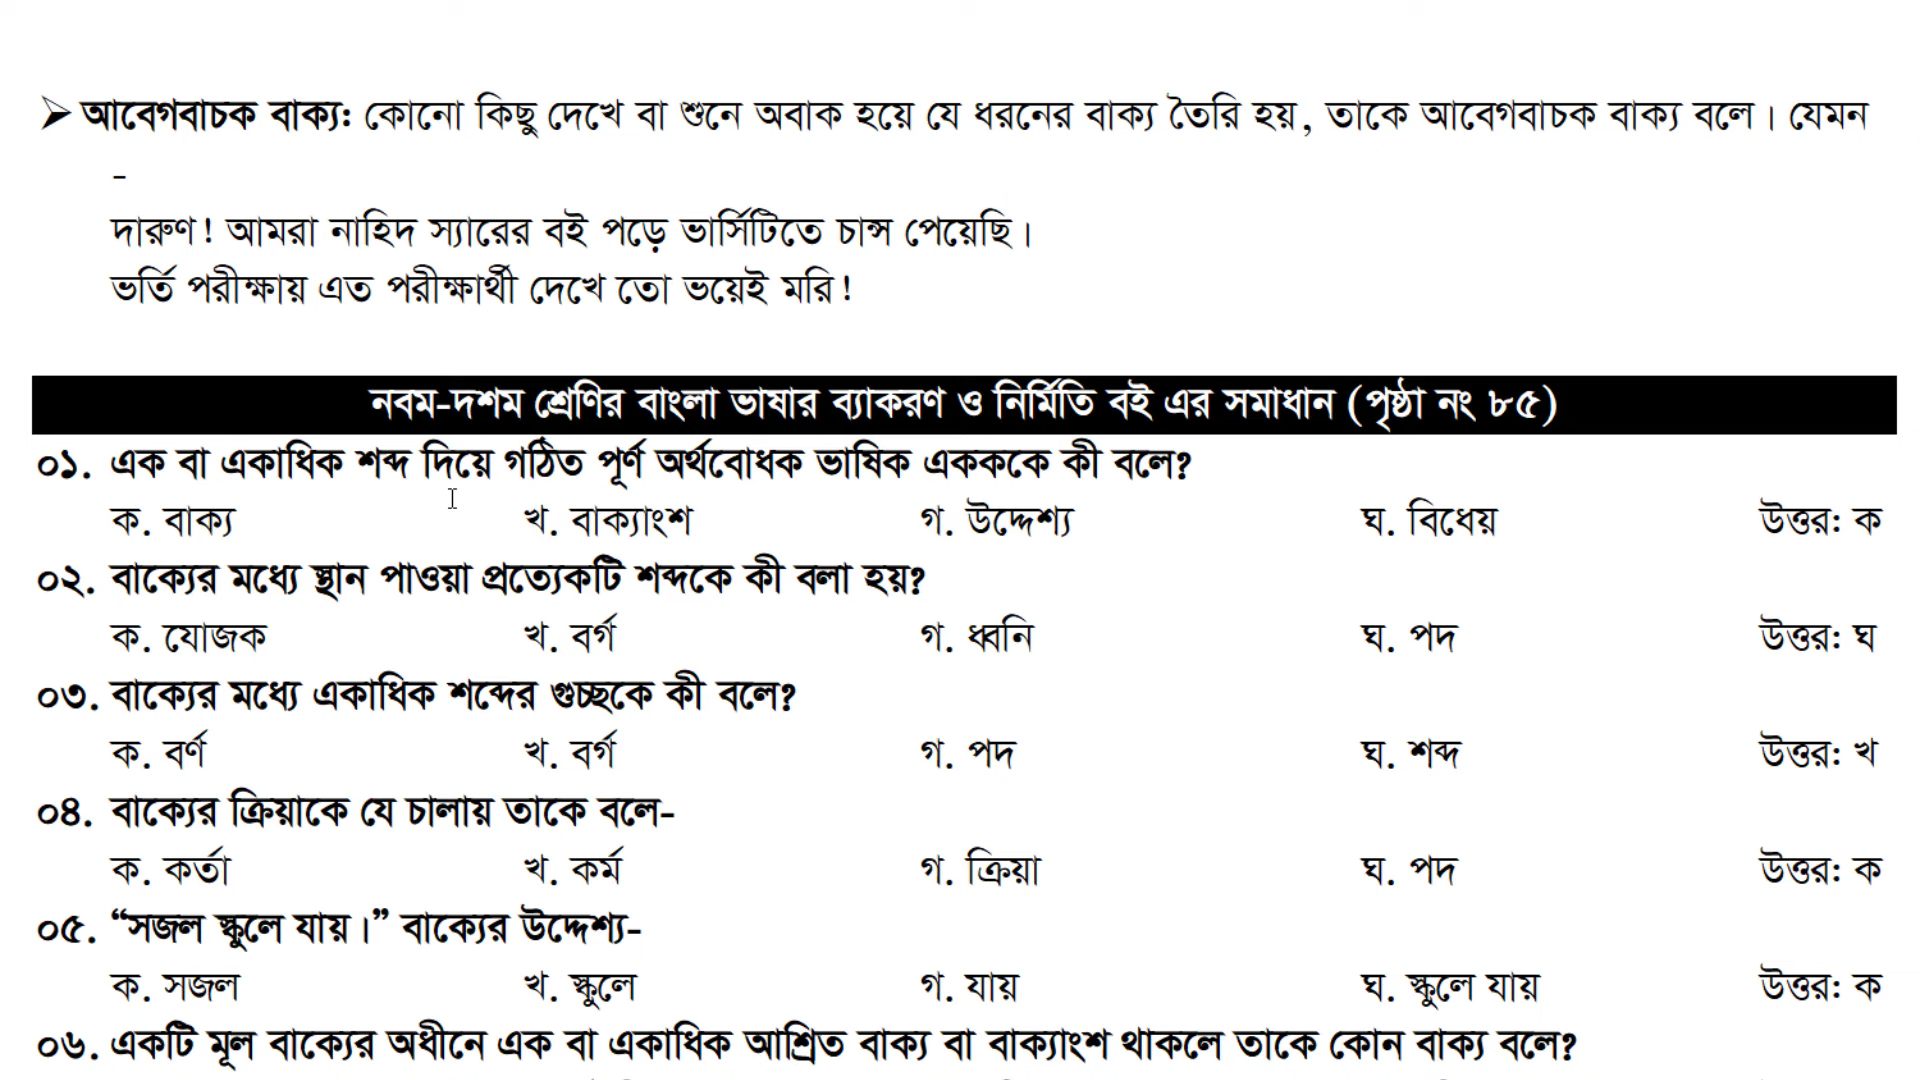 ➢ আবেগবাচক বাক্য: কোনো কিছু দেখে বা শুনে অবাক হয়ে যে ধরনের বাক্য তৈরি হয়, তাকে আবেগবাচক বাক্য বলে। যেমন
-
দারুণ! আমরা নাহিদ স্যারের বই পড়ে ভার্সিটিতে চান্স পেয়েছি।
ভর্তি পরীক্ষায় এত পরীক্ষার্থী দেখে তো ভয়েই মরি!
নবম-দশম শ্রেণির বাংলা ভাষার ব্যাকরণ ও নির্মিতি বই এর সমাধান (পৃষ্ঠা নং ৮৫)
০১. এক বা একাধিক শব্দ দিয়ে গঠিত পূর্ণ অর্থবোধক ভাষিক একককে কী বলে?
ক. বাক্য খ. বাক্যাংশ গ. উদ্দেশ্য ঘ. বিধেয় উত্তর: ক
০২. বাক্যের মধ্যে স্থান পাওয়া প্রত্যেকটি শব্দকে কী বলা হয়?
ক. যোজক খ. বর্গ গ. ধ্বনি ঘ. পদ উত্তর: ঘ
০৩. বাক্যের মধ্যে একাধিক শব্দের গুচ্ছকে কী বলে?
ক. বর্ণ খ. বর্গ গ. পদ ঘ. শব্দ উত্তর: খ
০৪. বাক্যের ক্রিয়াকে যে চালায় তাকে বলে-
ক. কর্তা খ. কর্ম গ. ক্রিয়া ঘ. পদ উত্তর: ক
০৫. “সজল স্কুলে যায়।” বাক্যের উদ্দেশ্য-
ক. সজল খ. স্কুলে গ. যায় ঘ. স্কুলে যায় উত্তর: ক
০৬. একটি মূল বাক্যের অধীনে এক বা একাধিক আশ্রিত বাক্য বা বাক্যাংশ থাকলে তাকে কোন বাক্য বলে?